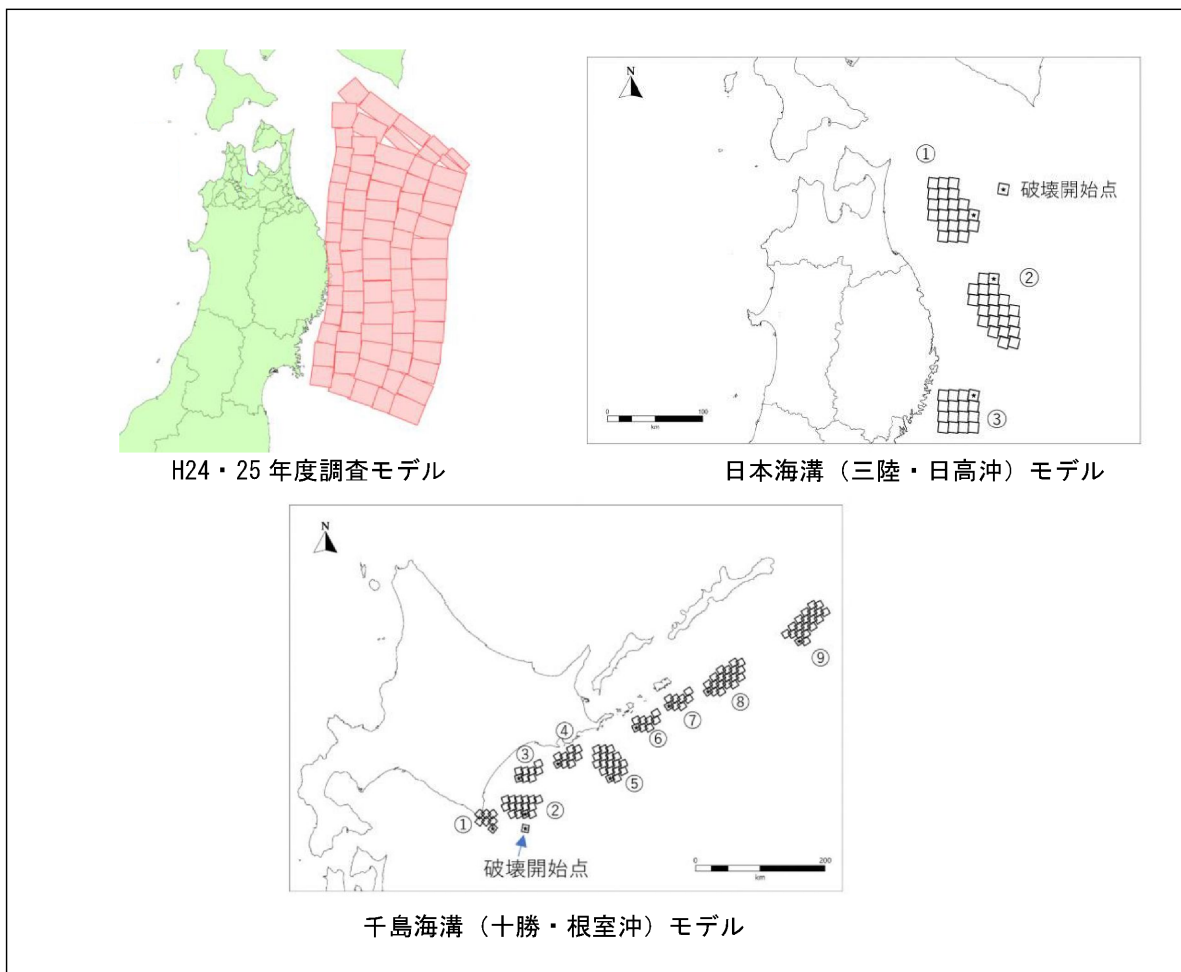 N
①
破壊開始点
②
③
0 100
km
H24・25 年度調査モデル
日本海溝（三陸・日高沖）モデル
N
⑨
⑧
⑦
⑥
④
③
⑤
②
①
破壊開始点
0 200
km
千島海溝（十勝・根室沖）モデル